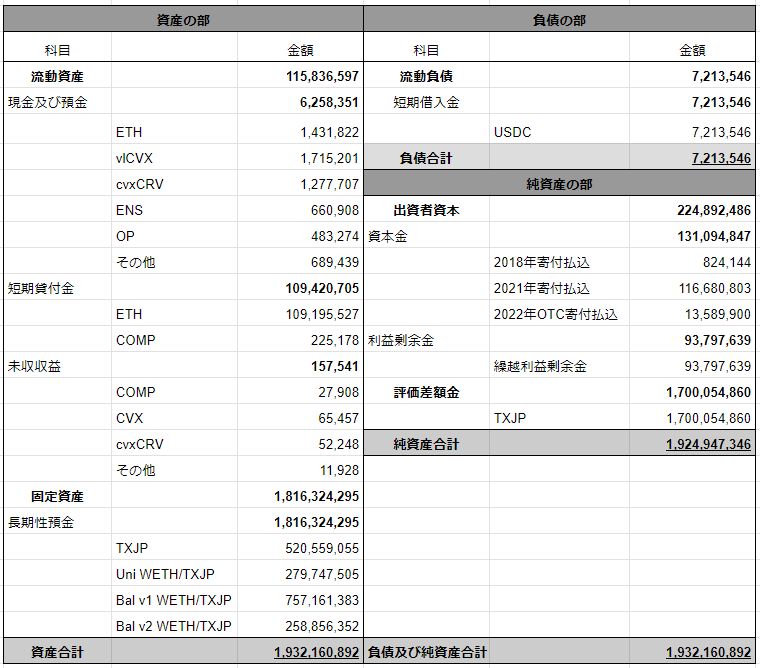 資産の部 負債の部
科目 金額 科目 金額
流動資産 115,836,597 流動負債 7,213,546
現金及び預金 6,258,351 短期借入金 7,213,546
ETH 1,431,822 USDC 7,213,546
vlCVX 1,715,201 負債合計 7,213,546
cvxCRV 1,277,707 純資産の部
ENS 660,908 出資者資本 224,892,486
OP 483,274 資本金 131,094,847
その他 689,439 2018年寄付払込 824,144
短期貸付金 109,420,705 2021年寄付払込 116,680,803
ETH 109,195,527 2022年OTC寄付払込 13,589,900
COMP 225,178 利益剰余金 93,797,639
未収収益 157,541 繰越利益剰余金 93,797,639
COMP 27,908 評価差額金 1,700,054,860
CVX 65,457 TXJP 1,700,054,860
cvxCRV 52,248 純資産合計 1,924,947,346
その他 11,928
固定資産 1,816,324,295
長期性預金 1,816,324,295
TXJP 520,559,055
Uni WETH/TXJP 279,747,505
Bal v1 WETH/TXJP 757,161,383
Bal v2 WETH/TXJP 258,856,352
資産合計 1,932,160,892 負債及び純資産合計 1,932,160,892